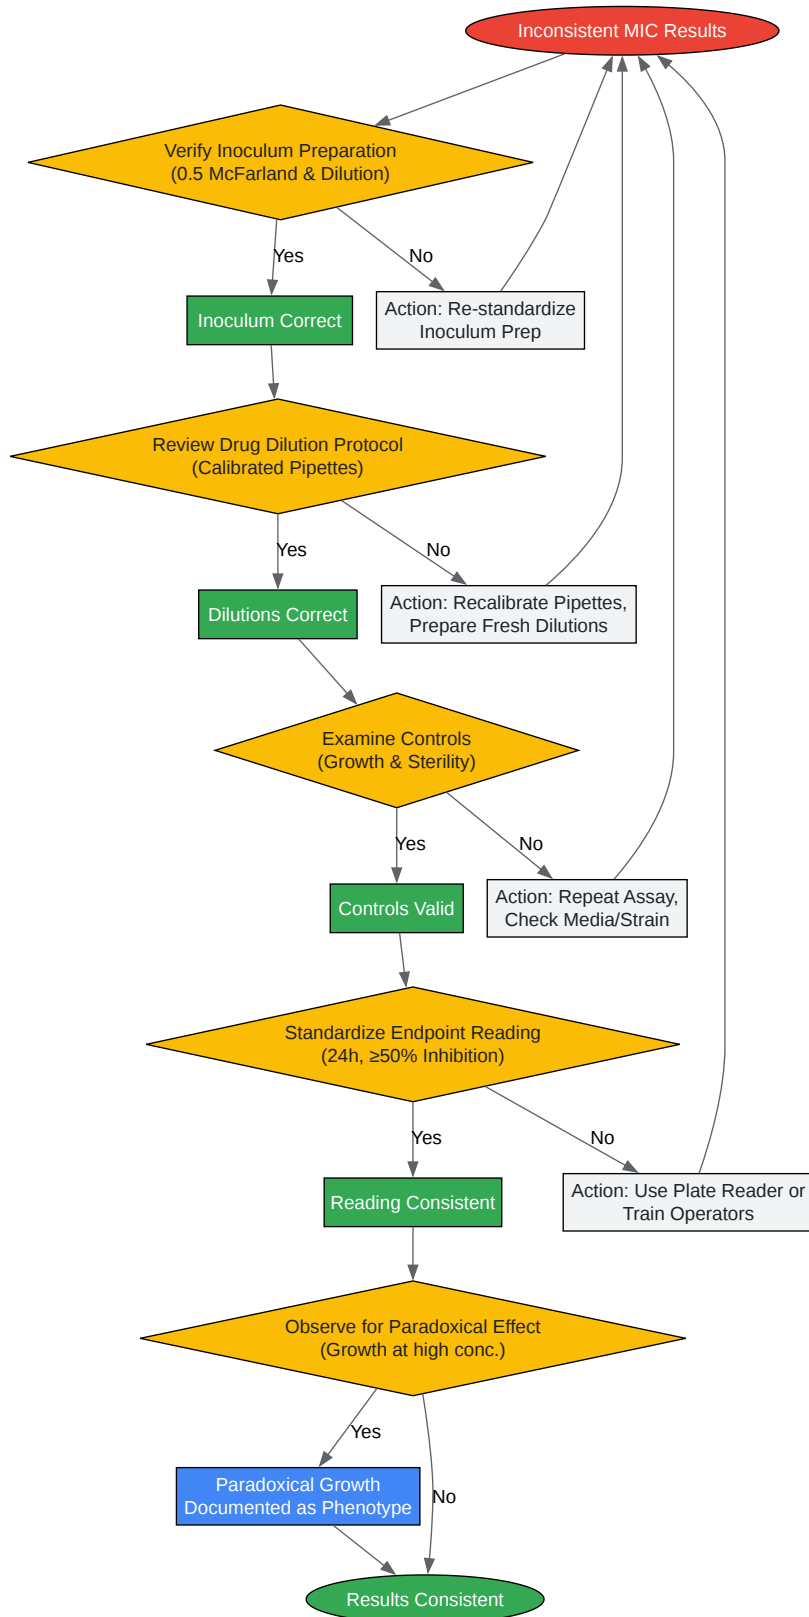 Inconsistent MIC Results
Verify Inoculum Preparation
(0.5 McFarland & Dilution)
Yes
No
Inoculum Correct
Action: Re-standardize
Inoculum Prep
Review Drug Dilution Protocol
(Calibrated Pipettes)
Yes
No
Dilutions Correct
Action: Recalibrate Pipettes,
Prepare Fresh Dilutions
Examine Controls
(Growth & Sterility)
Yes
No
Controls Valid
Action: Repeat Assay,
Check Media/Strain
Standardize Endpoint Reading
(24h, ≥50% Inhibition)
Yes
No
Reading Consistent
Action: Use Plate Reader or
Train Operators
Observe for Paradoxical Effect
(Growth at high conc.)
Yes
No
Paradoxical Growth
Documented as Phenotype
Results Consistent